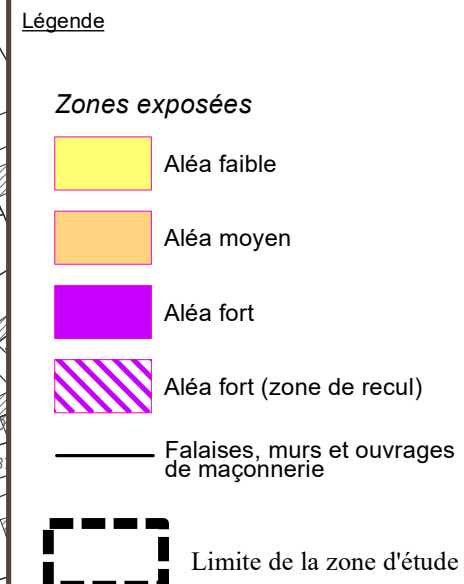 Légende
Zones exposées
Aléa faible
Aléa moyen
Aléa fort
Aléa fort (zone de recul)
Falaises, murs et ouvrages
de maçonnerie
Limite de la zone d'étude